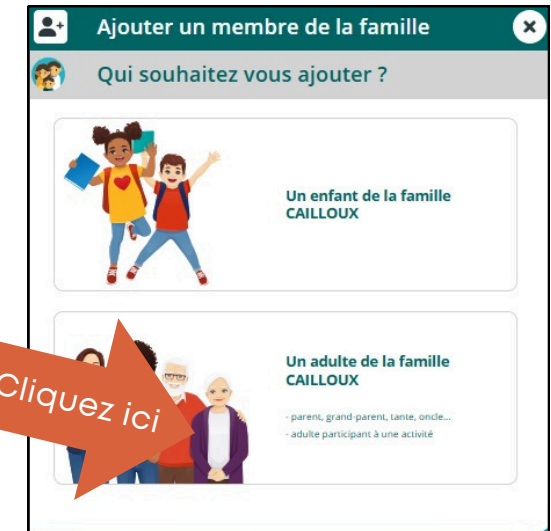 Ajouter un membre de la famille
Qui souhaitez vous ajouter ?
Un enfant de la famille
CAILLOUX
Un adulte de la famille
CAILLOUX
- parent, grand-parent, tante, oncle...
- adulte participant à une activité
Cliquez ici